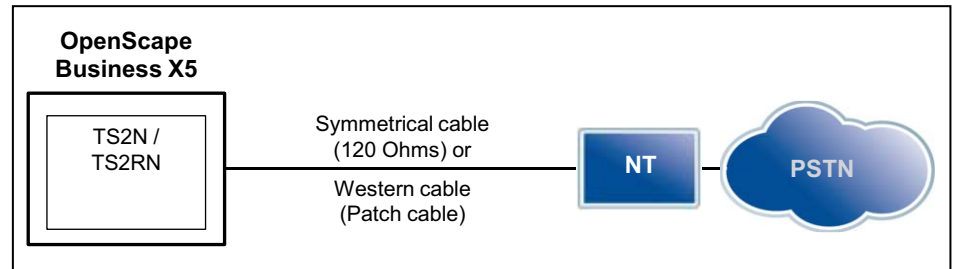 OpenScape
Business X5
TS2N /
TS2RN
Symmetrical cable
(120 Ohms) or
Western cable
(Patch cable)
NT
PSTN